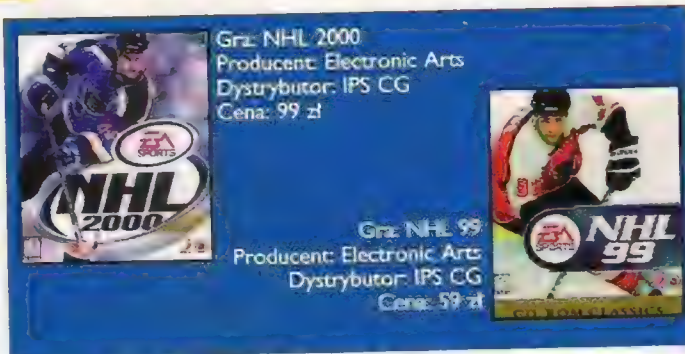 Gra: NHL 2000
Producent: Electronic Arts
Dystrybutor: IPS CG
Cena: 99 zł
EA
SPORTS
NHL
2000
Gra: NHL 99
Producent: Electronic Arts
Dystrybutor: IPS CG
Cena: 59 zł
EA
SPORTS
NHL
99
CD-ROM CLASSICS